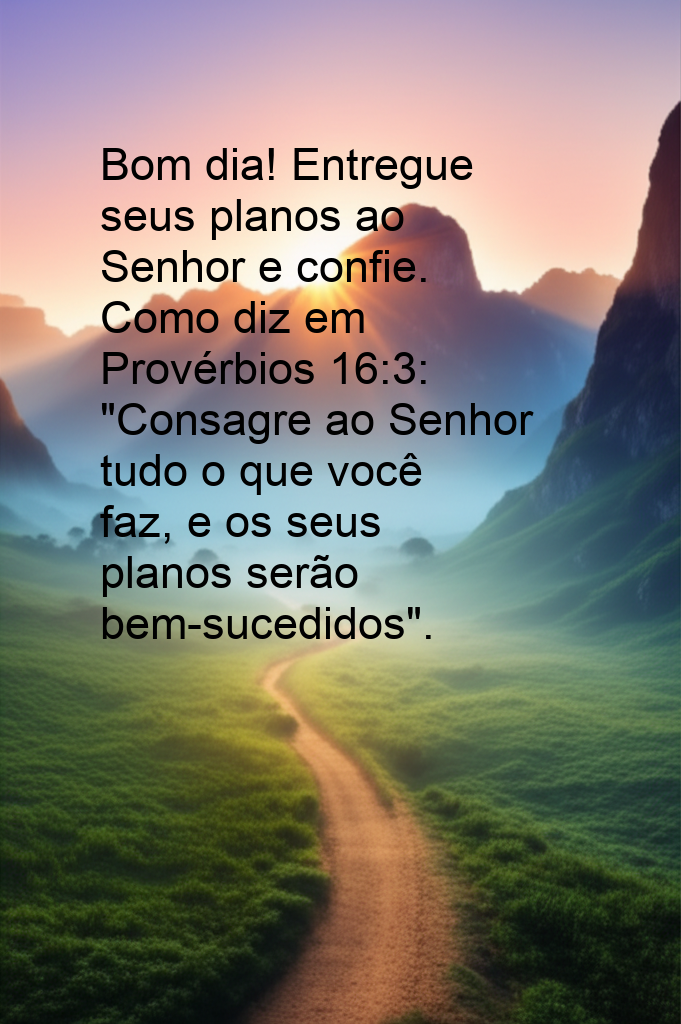 Bom dia! Entregue
seus planos ao
Senhor e confie.
Como diz em
Provérbios 16:3:
"Consagre ao Senhor
tudo o que você
faz, e os seus
planos serão
bem-sucedidos".